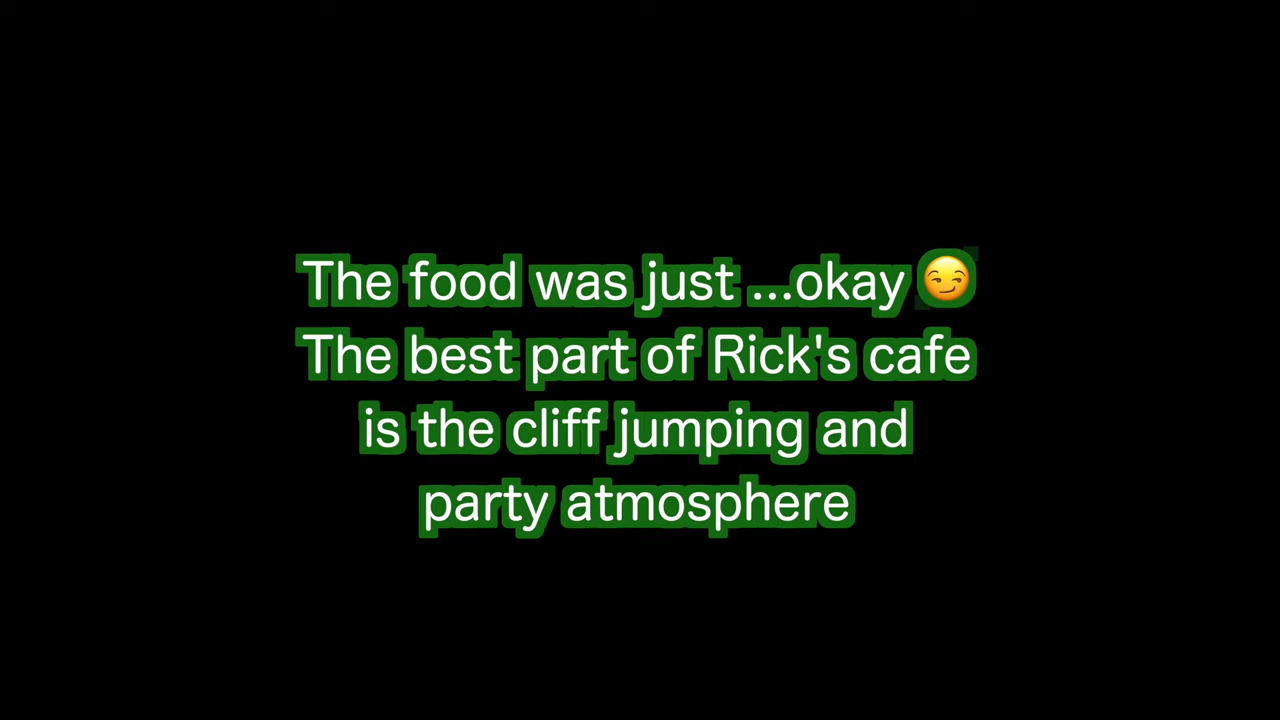 The food was just ...okay 😏
The best part of Rick's cafe
is the cliff jumping and
party atmosphere